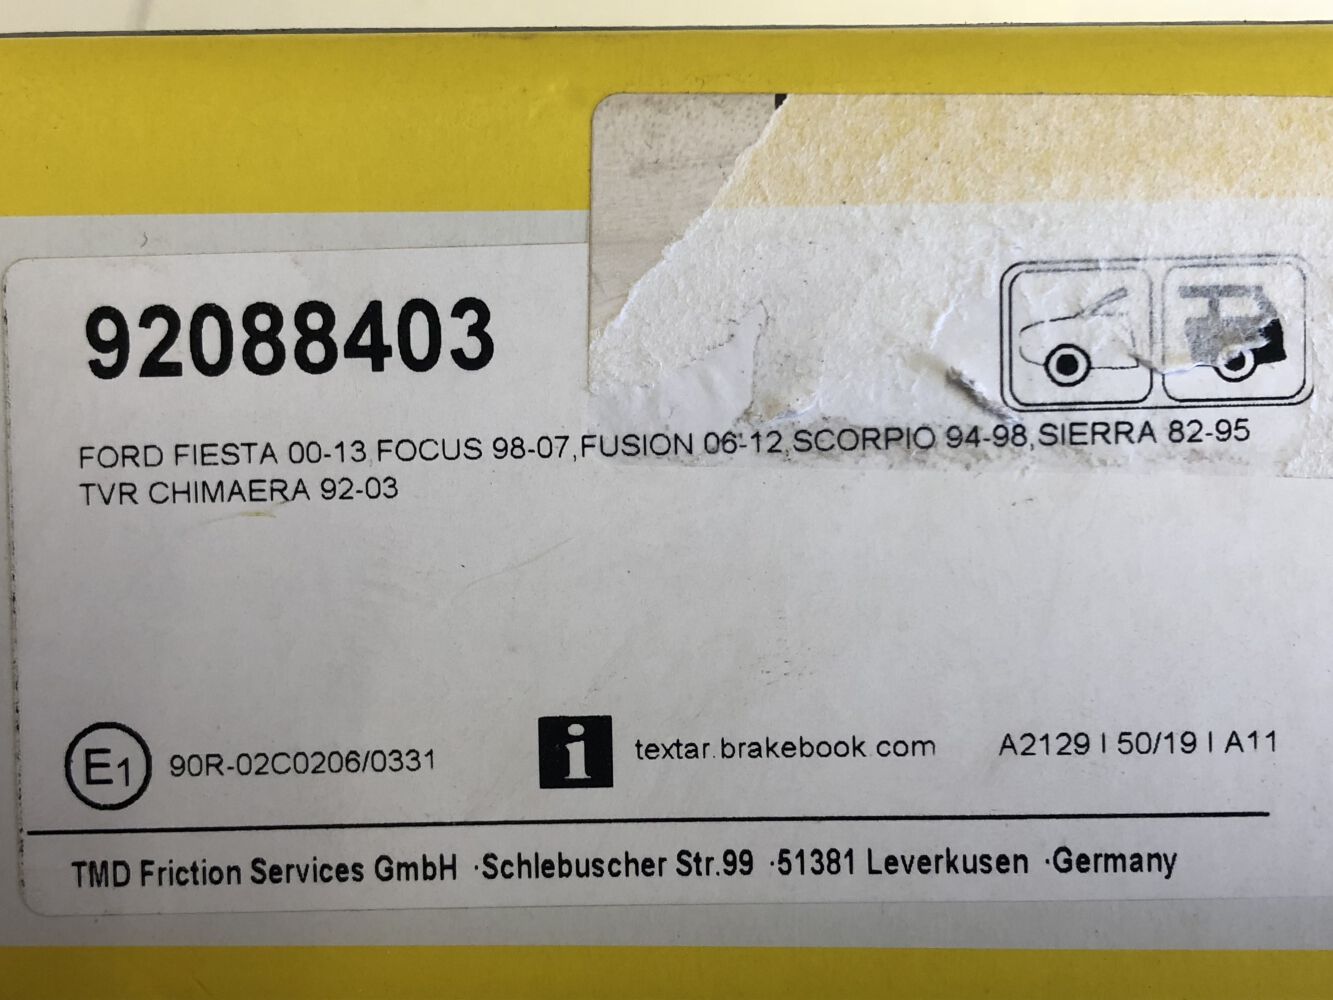 92088403
FORD FIESTA 00-13,FOCUS 98-07,FUSION 06-12,SCORPIO 94-98,SIERRA 82-95
TVR CHIMAERA 92-03
E1 90R-02C0206/0331 i textar.brakebook.com A2129 I 50/19 I A11
TMD Friction Services GmbH ·Schlebuscher Str.99 ·51381 Leverkusen ·Germany